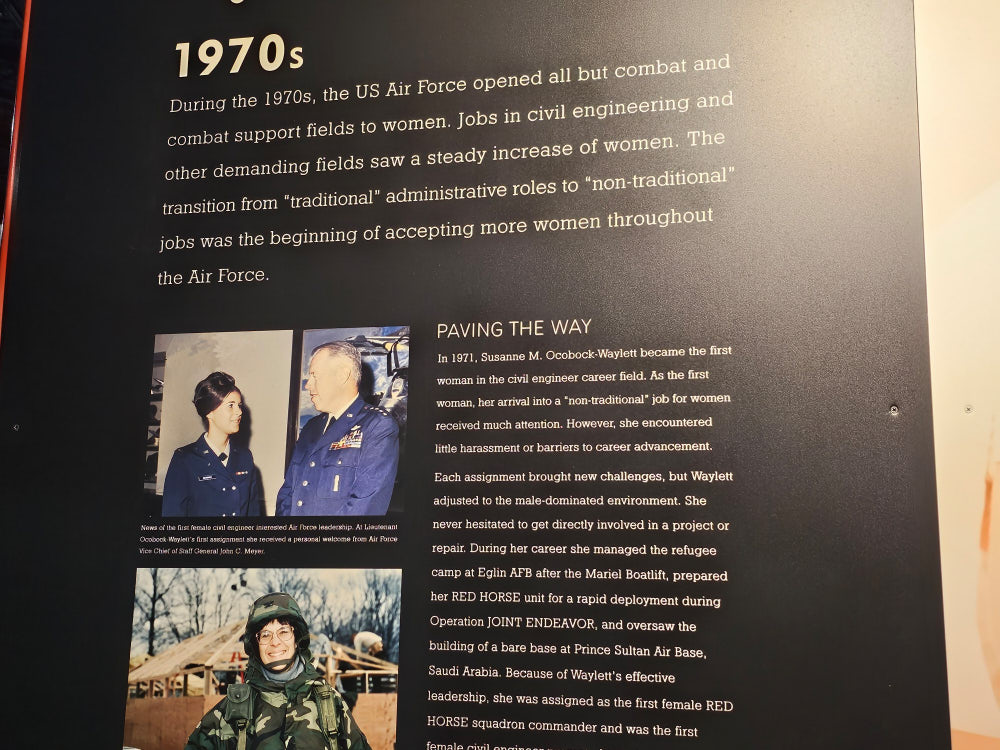 1970s
During the 1970s, the US Air Force opened all but combat and
combat support fields to women. Jobs in civil engineering and
other demanding fields saw a steady increase of women. The
transition from “traditional” administrative roles to “non-traditional”
jobs was the beginning of accepting more women throughout
the Air Force.
PAVING THE WAY
In 1971, Susanne M. Ocobock-Waylett became the first
woman in the civil engineer career field. As the first
woman, her arrival into a “non-traditional” job for women
received much attention. However, she encountered
little harassment or barriers to career advancement.
Each assignment brought new challenges, but Waylett
adjusted to the male-dominated environment. She
never hesitated to get directly involved in a project or
repair. During her career she managed the refugee
camp at Eglin AFB after the Mariel Boatlift, prepared
her RED HORSE unit for a rapid deployment during
Operation JOINT ENDEAVOR, and oversaw the
building of a bare base at Prince Sultan Air Base,
Saudi Arabia. Because of Waylett’s effective
leadership, she was assigned as the first female RED
HORSE squadron commander and was the first
female civil engineer
News of the first female civil engineer interested Air Force leadership. At Lieutenant
Ocobock-Waylett’s first assignment she received a personal welcome from Air Force
Vice Chief of Staff General John C. Meyer.